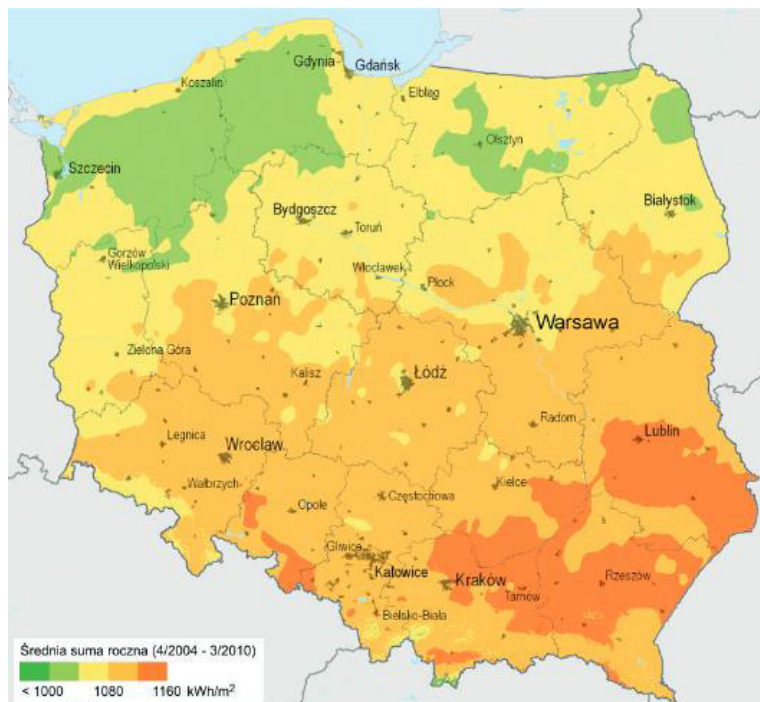 Gdynia
Gdańsk
Koszalin
Elbląg
Olsztyn
Szczecin
Białystok
Bydgoszcz
Toruń
Gorzów
Wielkopolski
Włocławek
Płock
Poznań
Warsawa
Zielona Góra
Kalisz
Łódź
Radom
Legnica
Wrocław
Lublin
Wałbrzych
Częstochowa
Kielce
Opole
Gliwice
Katowice
Kraków
Tarnów
Rzeszów
Bielsko-Biała
Średnia suma roczna (4/2004 - 3/2010)
< 1000 1080 1160 kWh/m²